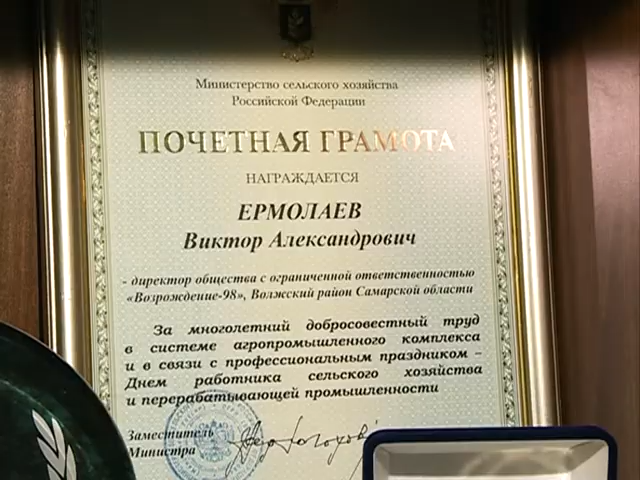 Министерство сельского хозяйства
Российской Федерации
ПОЧЕТНАЯ ГРАМОТА
НАГРАЖДАЕТСЯ
ЕРМОЛАЕВ
Виктор Александрович
- директор общества с ограниченной ответственностью
«Возрождение-98», Волжский район Самарской области
За многолетний добросовестный труд
в системе агропромышленного комплекса
и в связи с профессиональным праздником –
Днем работника сельского хозяйства
и перерабатывающей промышленности
Заместитель
Министра